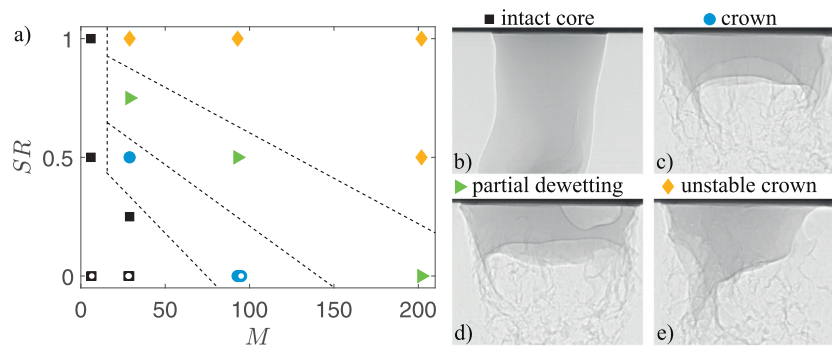 a)
1
0.5
0
SR
0
50
100
150
200
M
intact core
crown
b)
c)
partial dewetting
unstable crown
d)
e)